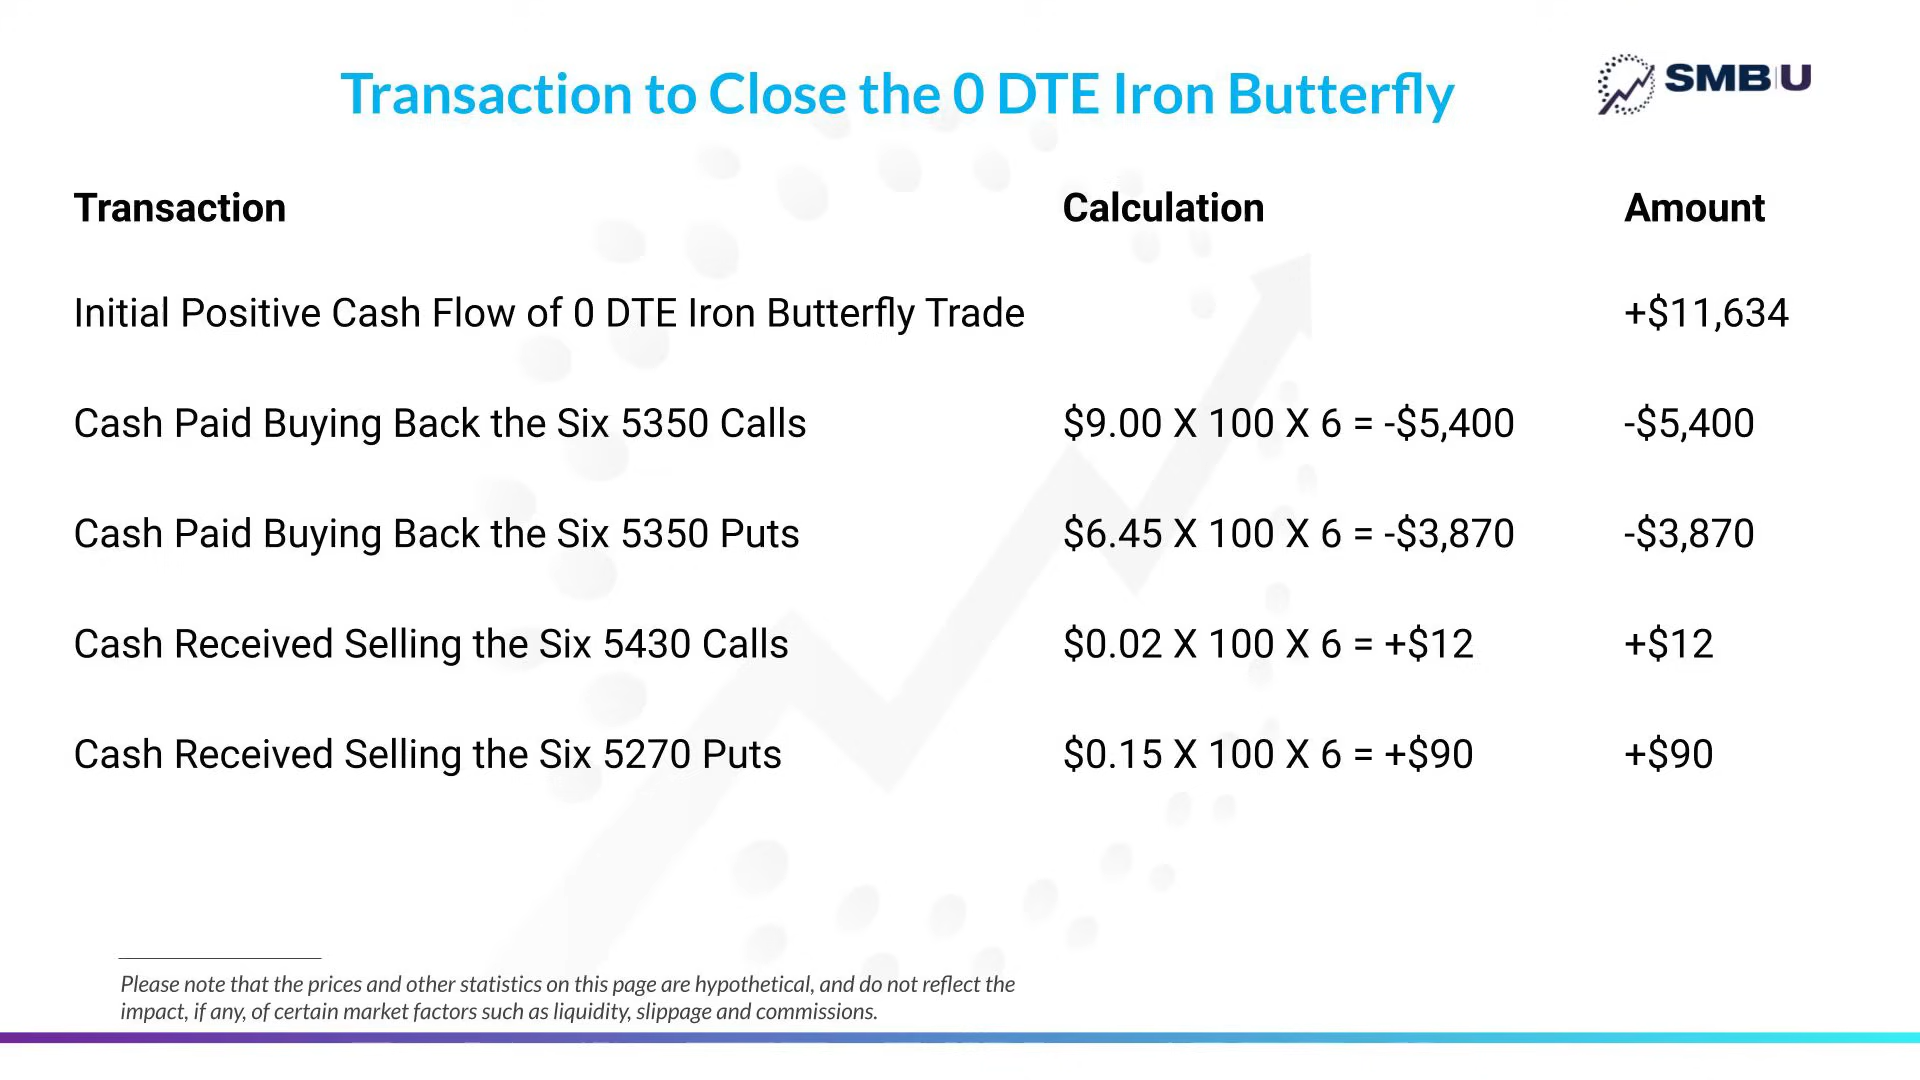 Transaction to Close the 0 DTE Iron Butterfly
SMB U
Transaction Calculation Amount
Initial Positive Cash Flow of 0 DTE Iron Butterfly Trade +$11,634
Cash Paid Buying Back the Six 5350 Calls $9.00 X 100 X 6 = -$5,400 -$5,400
Cash Paid Buying Back the Six 5350 Puts $6.45 X 100 X 6 = -$3,870 -$3,870
Cash Received Selling the Six 5430 Calls $0.02 X 100 X 6 = +$12 +$12
Cash Received Selling the Six 5270 Puts $0.15 X 100 X 6 = +$90 +$90
Please note that the prices and other statistics on this page are hypothetical, and do not reflect the
impact, if any, of certain market factors such as liquidity, slippage and commissions.